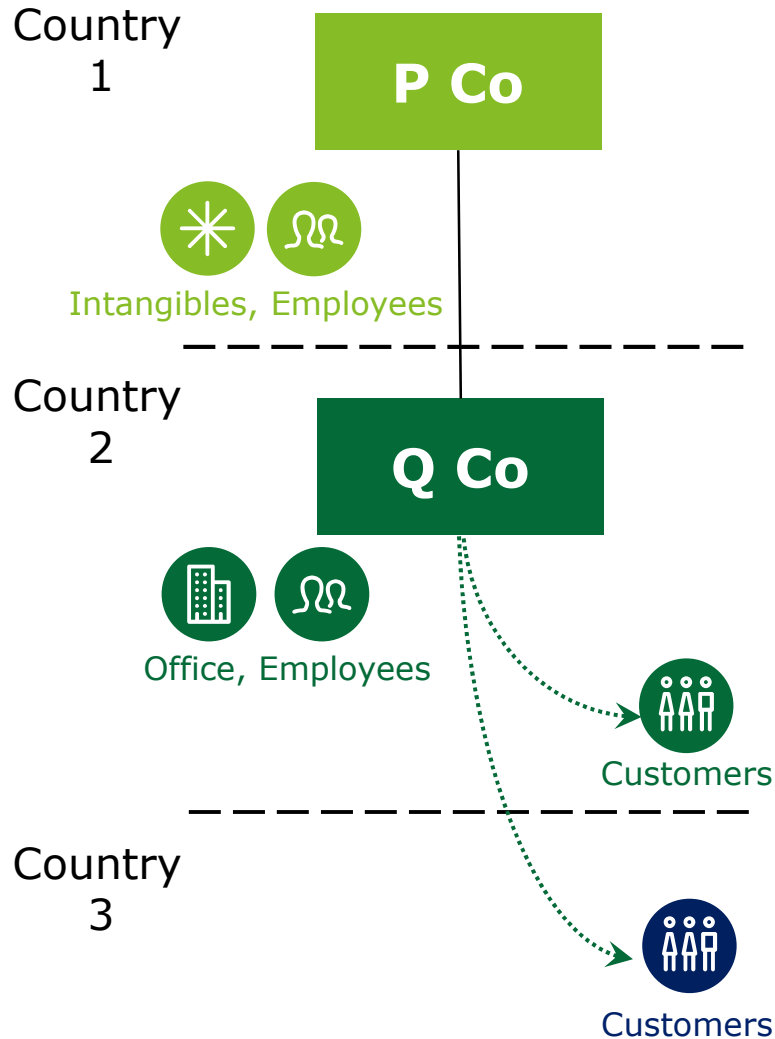 Country
1
P Co
Intangibles, Employees
Country
2
Q Co
Office, Employees
Customers
Country
3
Customers